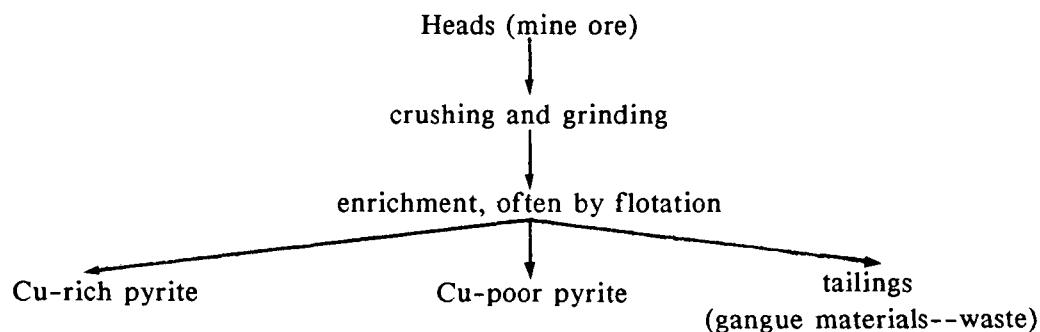 Heads (mine ore)
crushing and grinding
enrichment, often by flotation
Cu-rich pyrite
Cu-poor pyrite
tailings
(gangue materials--waste)